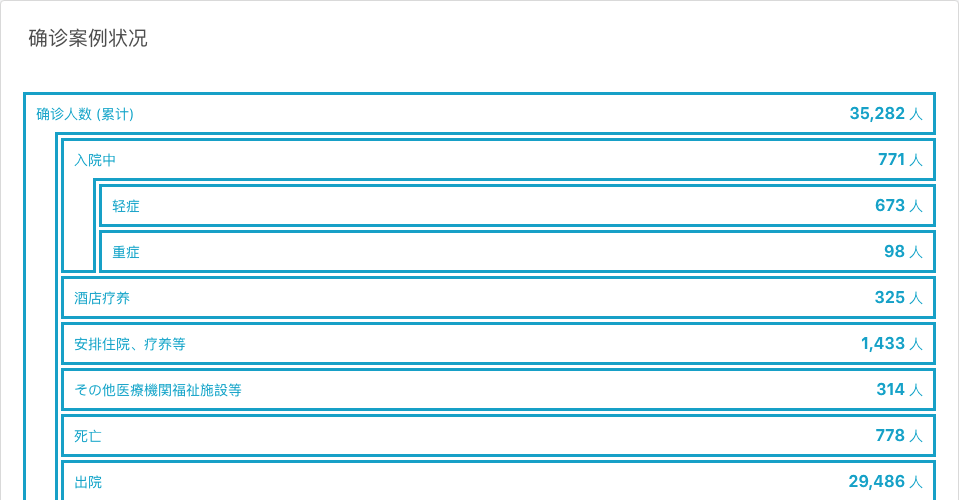 确诊案例状况
确诊人数 (累计) 35,282 人
入院中 771 人
轻症 673 人
重症 98 人
酒店疗养 325 人
安排住院、疗养等 1,433 人
その他医療機関福祉施設等 314 人
死亡 778 人
出院 29,486 人